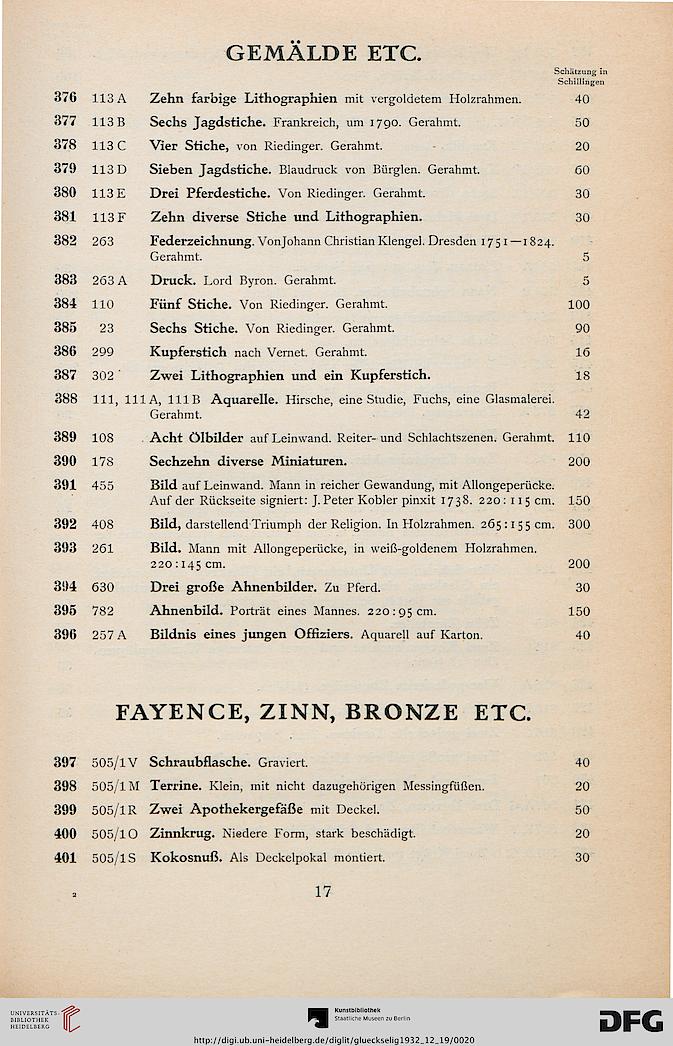 GEMÄLDE ETC.
Schätzung in
Schillingen
376 113 A Zehn farbige Lithographien mit vergoldetem Holzrahmen. 40
377 113 B Sechs Jagdstiche. Frankreich, um 1790. Gerahmt. 50
378 113 C Vier Stiche, von Riedinger. Gerahmt. 20
379 113 D Sieben Jagdstiche. Blaudruck von Bürglen. Gerahmt. 60
380 113 E Drei Pferdestiche. Von Riedinger. Gerahmt. 30
381 113 F Zehn diverse Stiche und Lithographien. 30
382 263 Federzeichnung. Von Johann Christian Klengel. Dresden 1751—1824.
Gerahmt. 5
383 263 A Druck. Lord Byron. Gerahmt. 5
384 110 Fünf Stiche. Von Riedinger. Gerahmt. 100
385 23 Sechs Stiche. Von Riedinger. Gerahmt. 90
386 299 Kupferstich nach Vernet. Gerahmt. 16
387 302 Zwei Lithographien und ein Kupferstich. 18
388 111, 111 A, 111 B Aquarelle. Hirsche, eine Studie, Fuchs, eine Glasmalerei.
Gerahmt. 42
389 108 Acht Ölbilder auf Leinwand. Reiter- und Schlachtszenen. Gerahmt. 110
390 178 Sechzehn diverse Miniaturen. 200
391 455 Bild auf Leinwand. Mann in reicher Gewandung, mit Allongeperücke.
Auf der Rückseite signiert: J. Peter Kobler pinxit 1738. 220:115 cm. 150
392 408 Bild, darstellend Triumph der Religion. In Holzrahmen. 265:155 cm. 300
393 261 Bild. Mann mit Allongeperücke, in weiß-goldenem Holzrahmen.
220:145 cm. 200
394 630 Drei große Ahnenbilder. Zu Pferd. 30
395 782 Ahnenbild. Porträt eines Mannes. 220:95 cm. 150
396 257 A Bildnis eines jungen Offiziers. Aquarell auf Karton. 40
FAYENCE, ZINN, BRONZE ETC.
397 505/1 V Schraubflasche. Graviert. 40
398 505/1 M Terrine. Klein, mit nicht dazugehörigen Messingfüßen. 20
399 505/1 R Zwei Apothekergefäße mit Deckel. 50
400 505/1 O Zinnkrug. Niedere Form, stark beschädigt. 20
401 505/1 S Kokosnuß. Als Deckelpokal montiert. 30
2 17
UNIVERSITÄTS-
BIBLIOTHEK
HEIDELBERG
Kunstbibliothek
Staatliche Museen zu Berlin
DFG
http://digi.ub.uni-heidelberg.de/diglit/glueckselig1932_12_19/0020